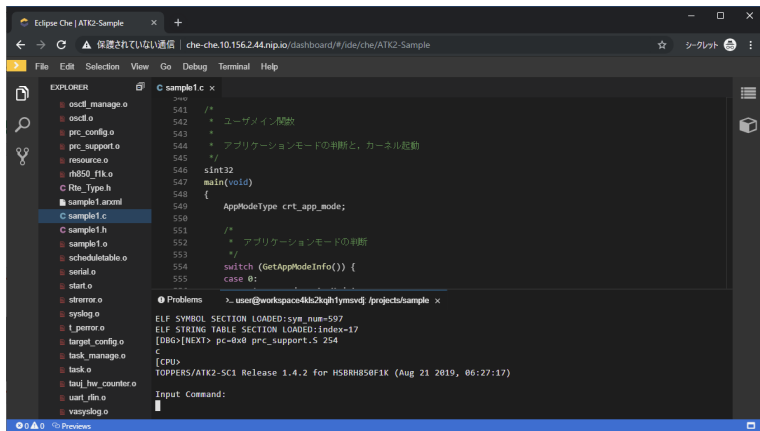 Eclipse Che | ATK2-Sample
保護されていない通信 | che-che.10.156.2.44.nip.io/dashboard/#/ide/che/ATK2-Sample
シークレット
File Edit Selection View Go Debug Terminal Help
EXPLORER
osctl_manage.o
osctl.o
prc_config.o
prc_support.o
resource.o
rh850_f1k.o
Rte_Type.h
sample1.arxml
sample1.c
sample1.h
sample1.o
scheduletable.o
serial.o
start.o
strerror.o
syslog.o
t_perror.o
target_config.o
task_manage.o
task.o
tauj_hw_counter.o
uart_rlin.o
vasyslog.o
C sample1.c
540
541 /*
542 * ユーザメイン関数
543 *
544 * アプリケーションモードの判断と，カーネル起動
545 */
546 sint32
547 main(void)
548 {
549 AppModeType crt_app_mode;
550
551 /*
552 * アプリケーションモードの判断
553 */
554 switch (GetAppModeInfo()) {
555 case 0:
Problems >_ user@workspace4kls2kqih1ymsvdj: /projects/sample
ELF SYMBOL SECTION LOADED:sym_num=597
ELF STRING TABLE SECTION LOADED:index=17
[DBG>[NEXT> pc=0x0 prc_support.S 254
c
[CPU>
TOPPERS/ATK2-SC1 Release 1.4.2 for HSBRH850F1K (Aug 21 2019, 06:27:17)
Input Command:
0 0 Previews